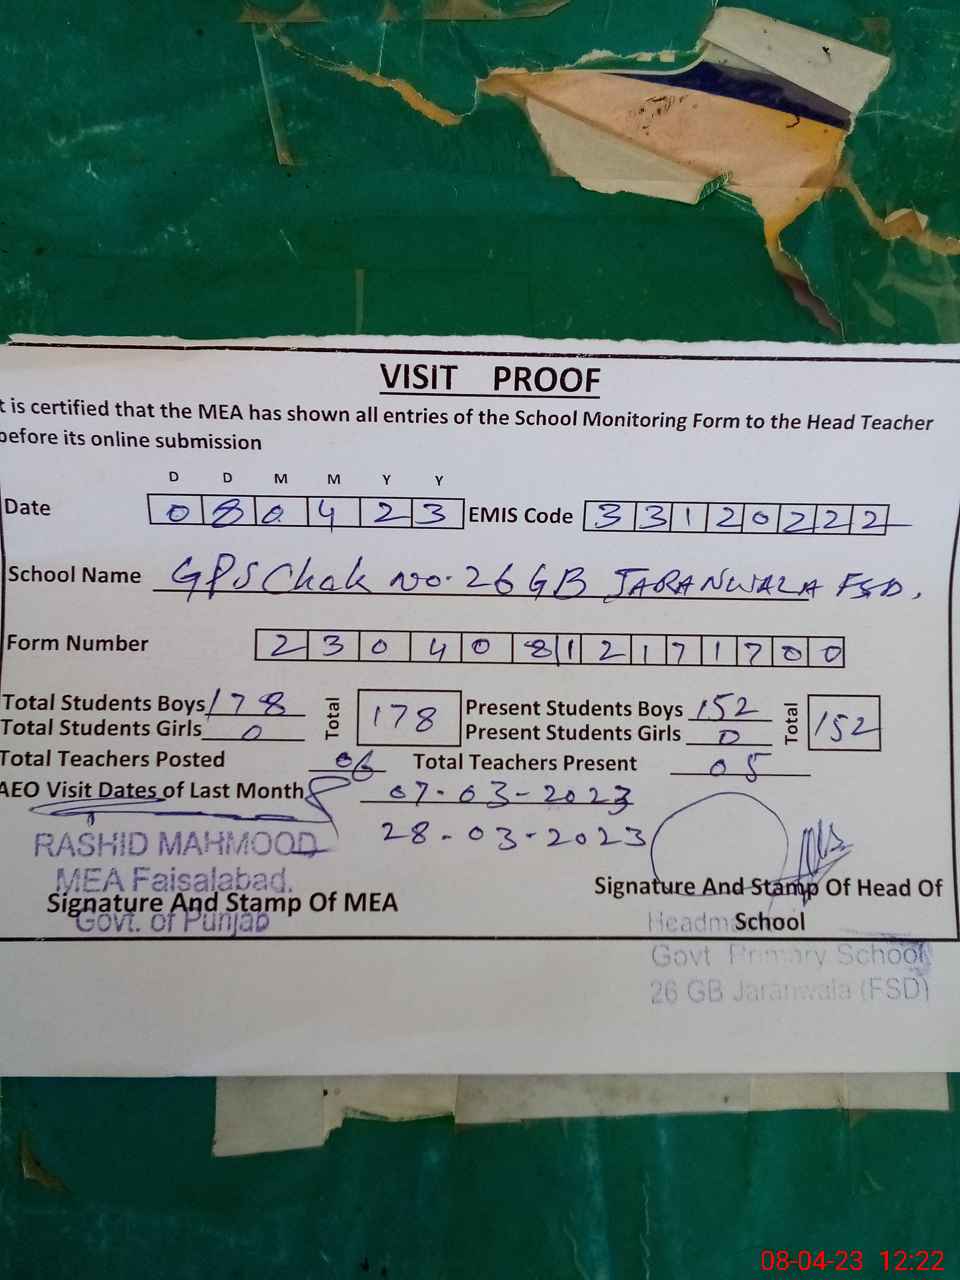 VISIT PROOF
t is certified that the MEA has shown all entries of the School Monitoring Form to the Head Teacher
before its online submission
D D M M Y Y
Date 0 8 0 4 2 3 EMIS Code 3 3 1 2 0 2 2 2
School Name GPS Chak no. 26 GB JARANWALA FSD.
Form Number 2 3 0 4 0 8 1 2 1 7 1 7 0 0
Total Students Boys 178 Total 178 Present Students Boys 152 Total 152
Total Students Girls 0 Present Students Girls 0
Total Teachers Posted 06 Total Teachers Present 05
AEO Visit Dates of Last Month 07-03-2023
28-03-2023
RASHID MAHMOOD
MEA Faisalabad.
Signature And Stamp Of MEA
Govt. of Punjab
Signature And Stamp Of Head Of
School
Govt Primary School
26 GB Jaranwala (FSD)
08-04-23 12:22